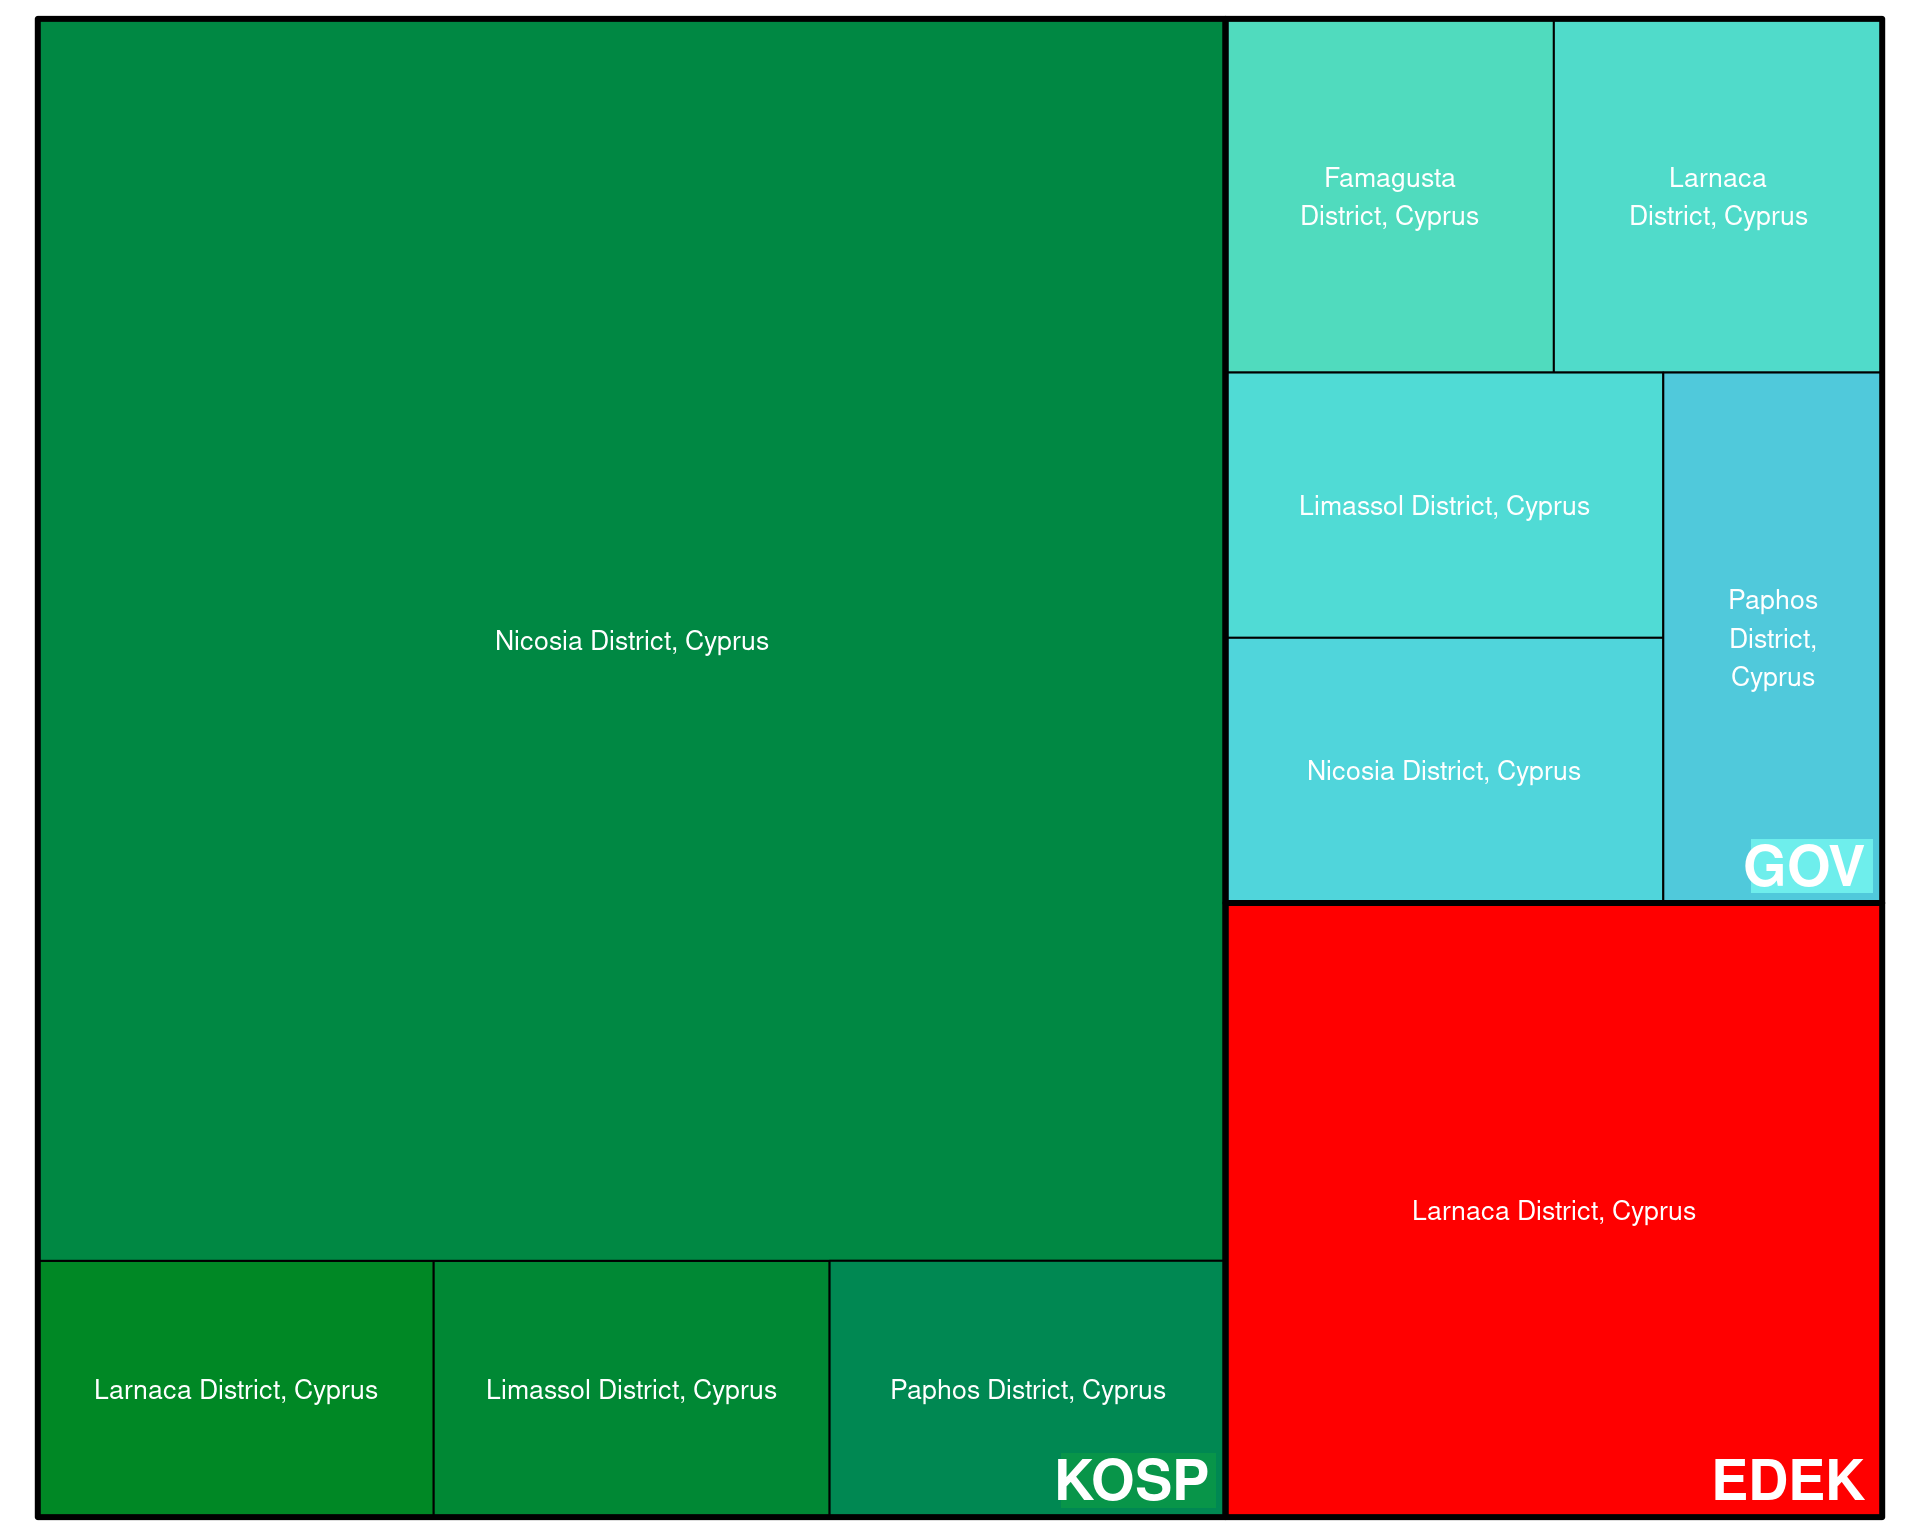 Nicosia District, Cyprus
Larnaca District, Cyprus
Limassol District, Cyprus
Paphos District, Cyprus
KOSP
Famagusta
District, Cyprus
Larnaca
District, Cyprus
Limassol District, Cyprus
Nicosia District, Cyprus
Paphos
District,
Cyprus
GOV
Larnaca District, Cyprus
EDEK